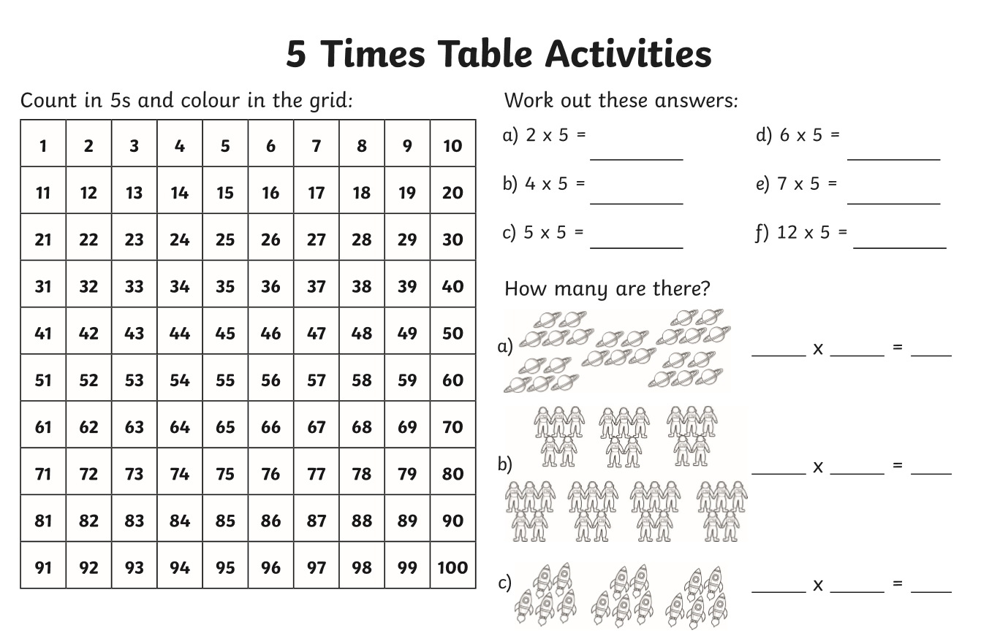 5 Times Table Activities
Count in 5s and colour in the grid:
1 2 3 4 5 6 7 8 9 10
11 12 13 14 15 16 17 18 19 20
21 22 23 24 25 26 27 28 29 30
31 32 33 34 35 36 37 38 39 40
41 42 43 44 45 46 47 48 49 50
51 52 53 54 55 56 57 58 59 60
61 62 63 64 65 66 67 68 69 70
71 72 73 74 75 76 77 78 79 80
81 82 83 84 85 86 87 88 89 90
91 92 93 94 95 96 97 98 99 100
Work out these answers:
a) 2 x 5 = ________
b) 4 x 5 = ________
c) 5 x 5 = ________
d) 6 x 5 = ________
e) 7 x 5 = ________
f) 12 x 5 = ________
How many are there?
a) _____ x _____ = ____
b) _____ x _____ = ____
c) _____ x _____ = ____